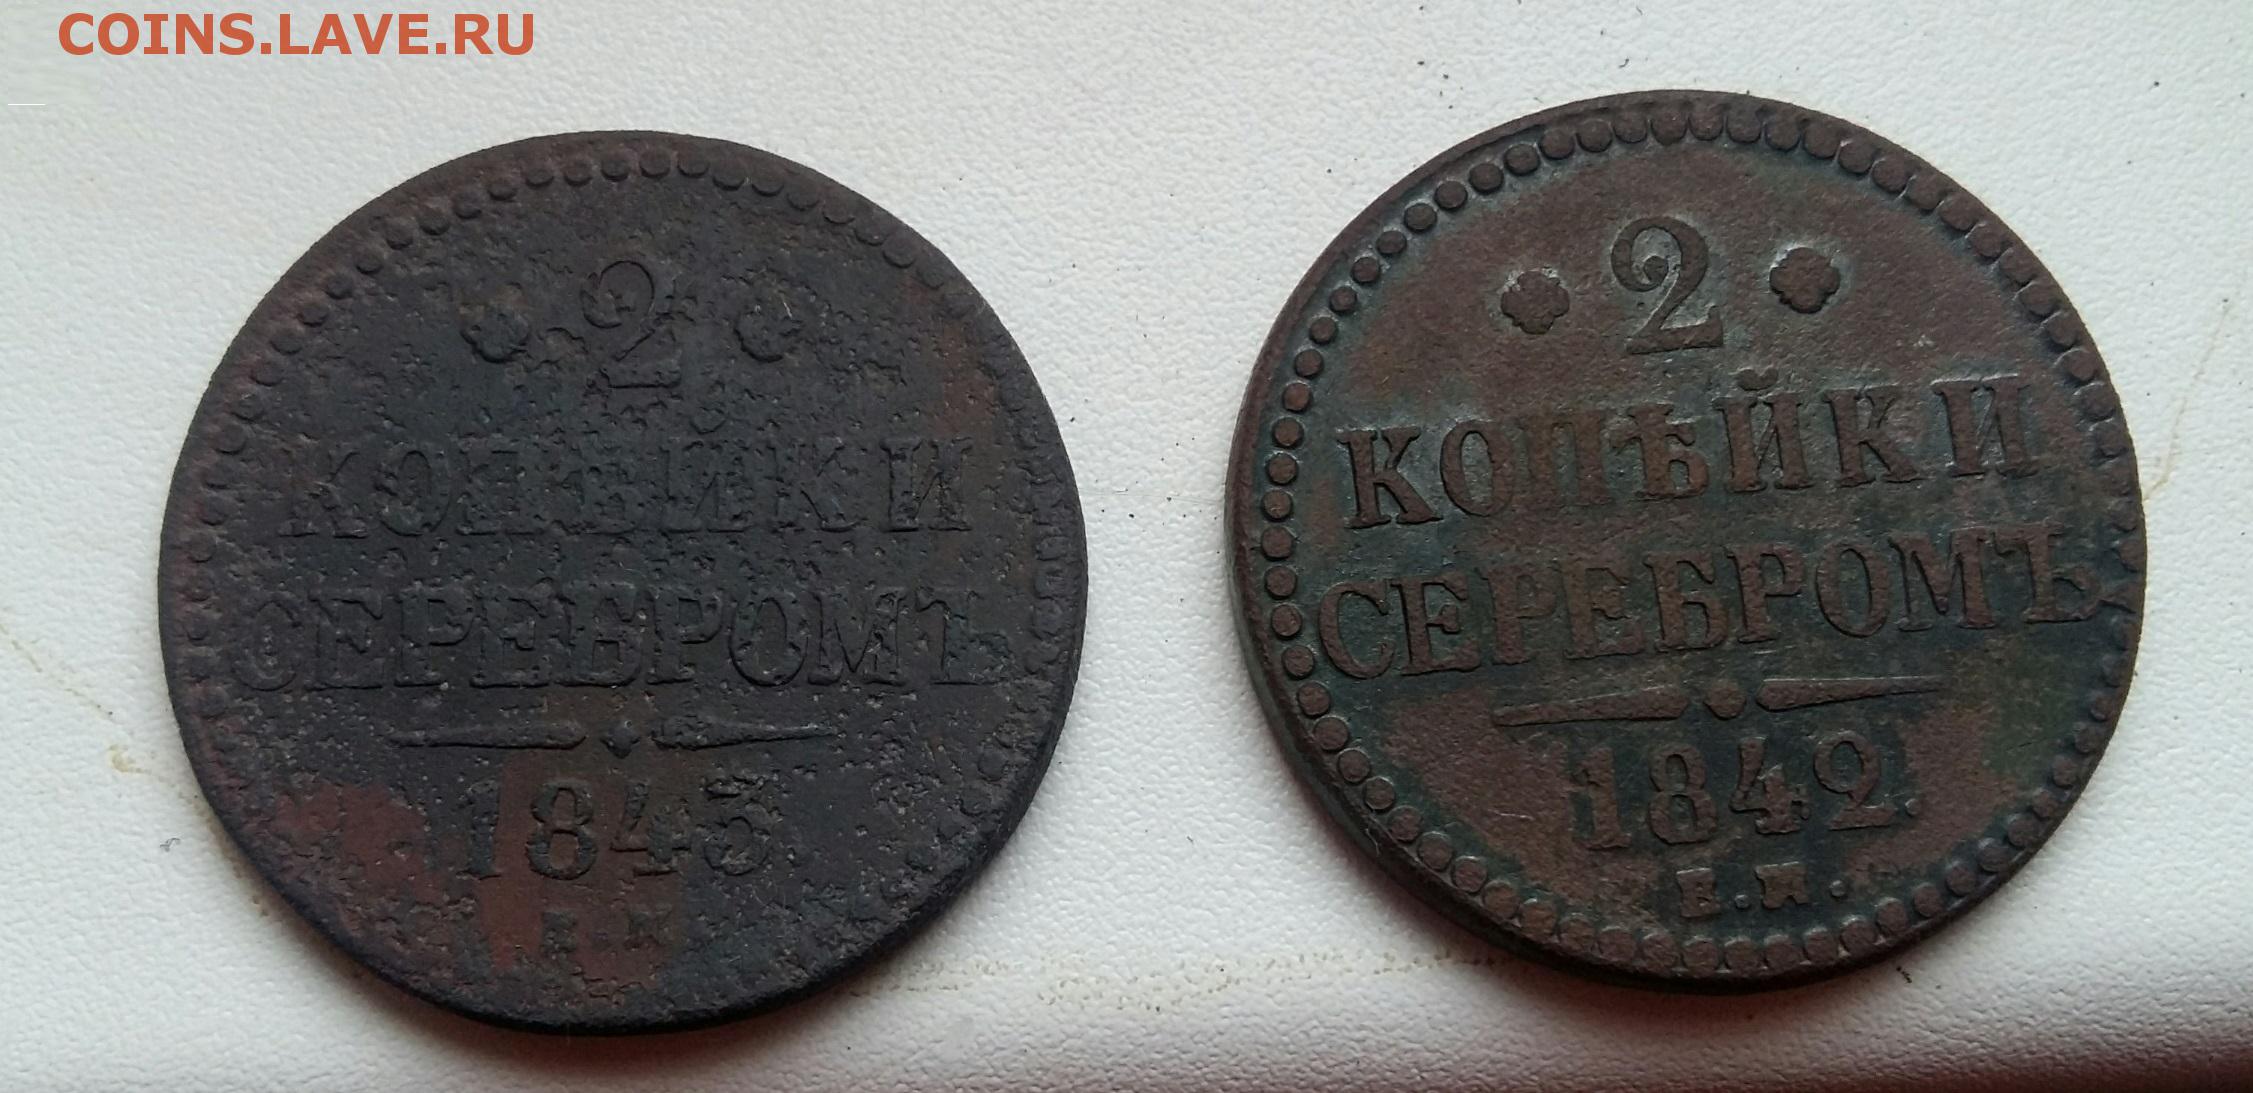 COINS.LAVE.RU
2
КОПѢЙКИ
СЕРЕБРОМЪ
1843
Е.М
2
КОПѢЙКИ
СЕРЕБРОМЪ
1842.
Е.М.